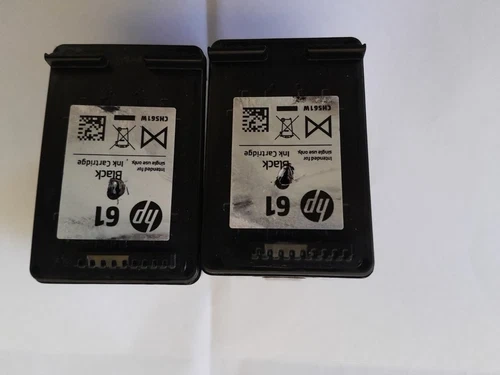 hp 61
Black
Ink Cartridge
Intended for
single use only.
CH561W
hp 61
Black
Ink Cartridge
Intended for
single use only.
CH561W